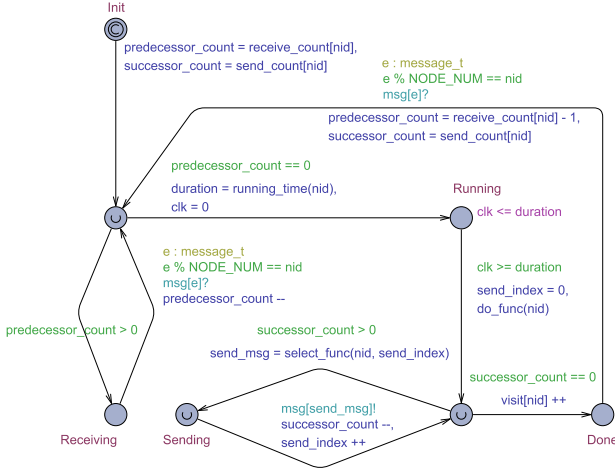 Init
predecessor_count = receive_count[nid],
successor_count = send_count[nid]
e : message_t
e % NODE_NUM == nid
msg[e]?
predecessor_count = receive_count[nid] - 1,
successor_count = send_count[nid]
predecessor_count == 0
duration = running_time(nid),
clk = 0
Running
clk <= duration
e : message_t
e % NODE_NUM == nid
msg[e]?
predecessor_count --
clk >= duration
send_index = 0,
do_func(nid)
predecessor_count > 0
successor_count > 0
send_msg = select_func(nid, send_index)
successor_count == 0
visit[nid] ++
msg[send_msg]!
successor_count --,
send_index ++
Receiving
Sending
Done